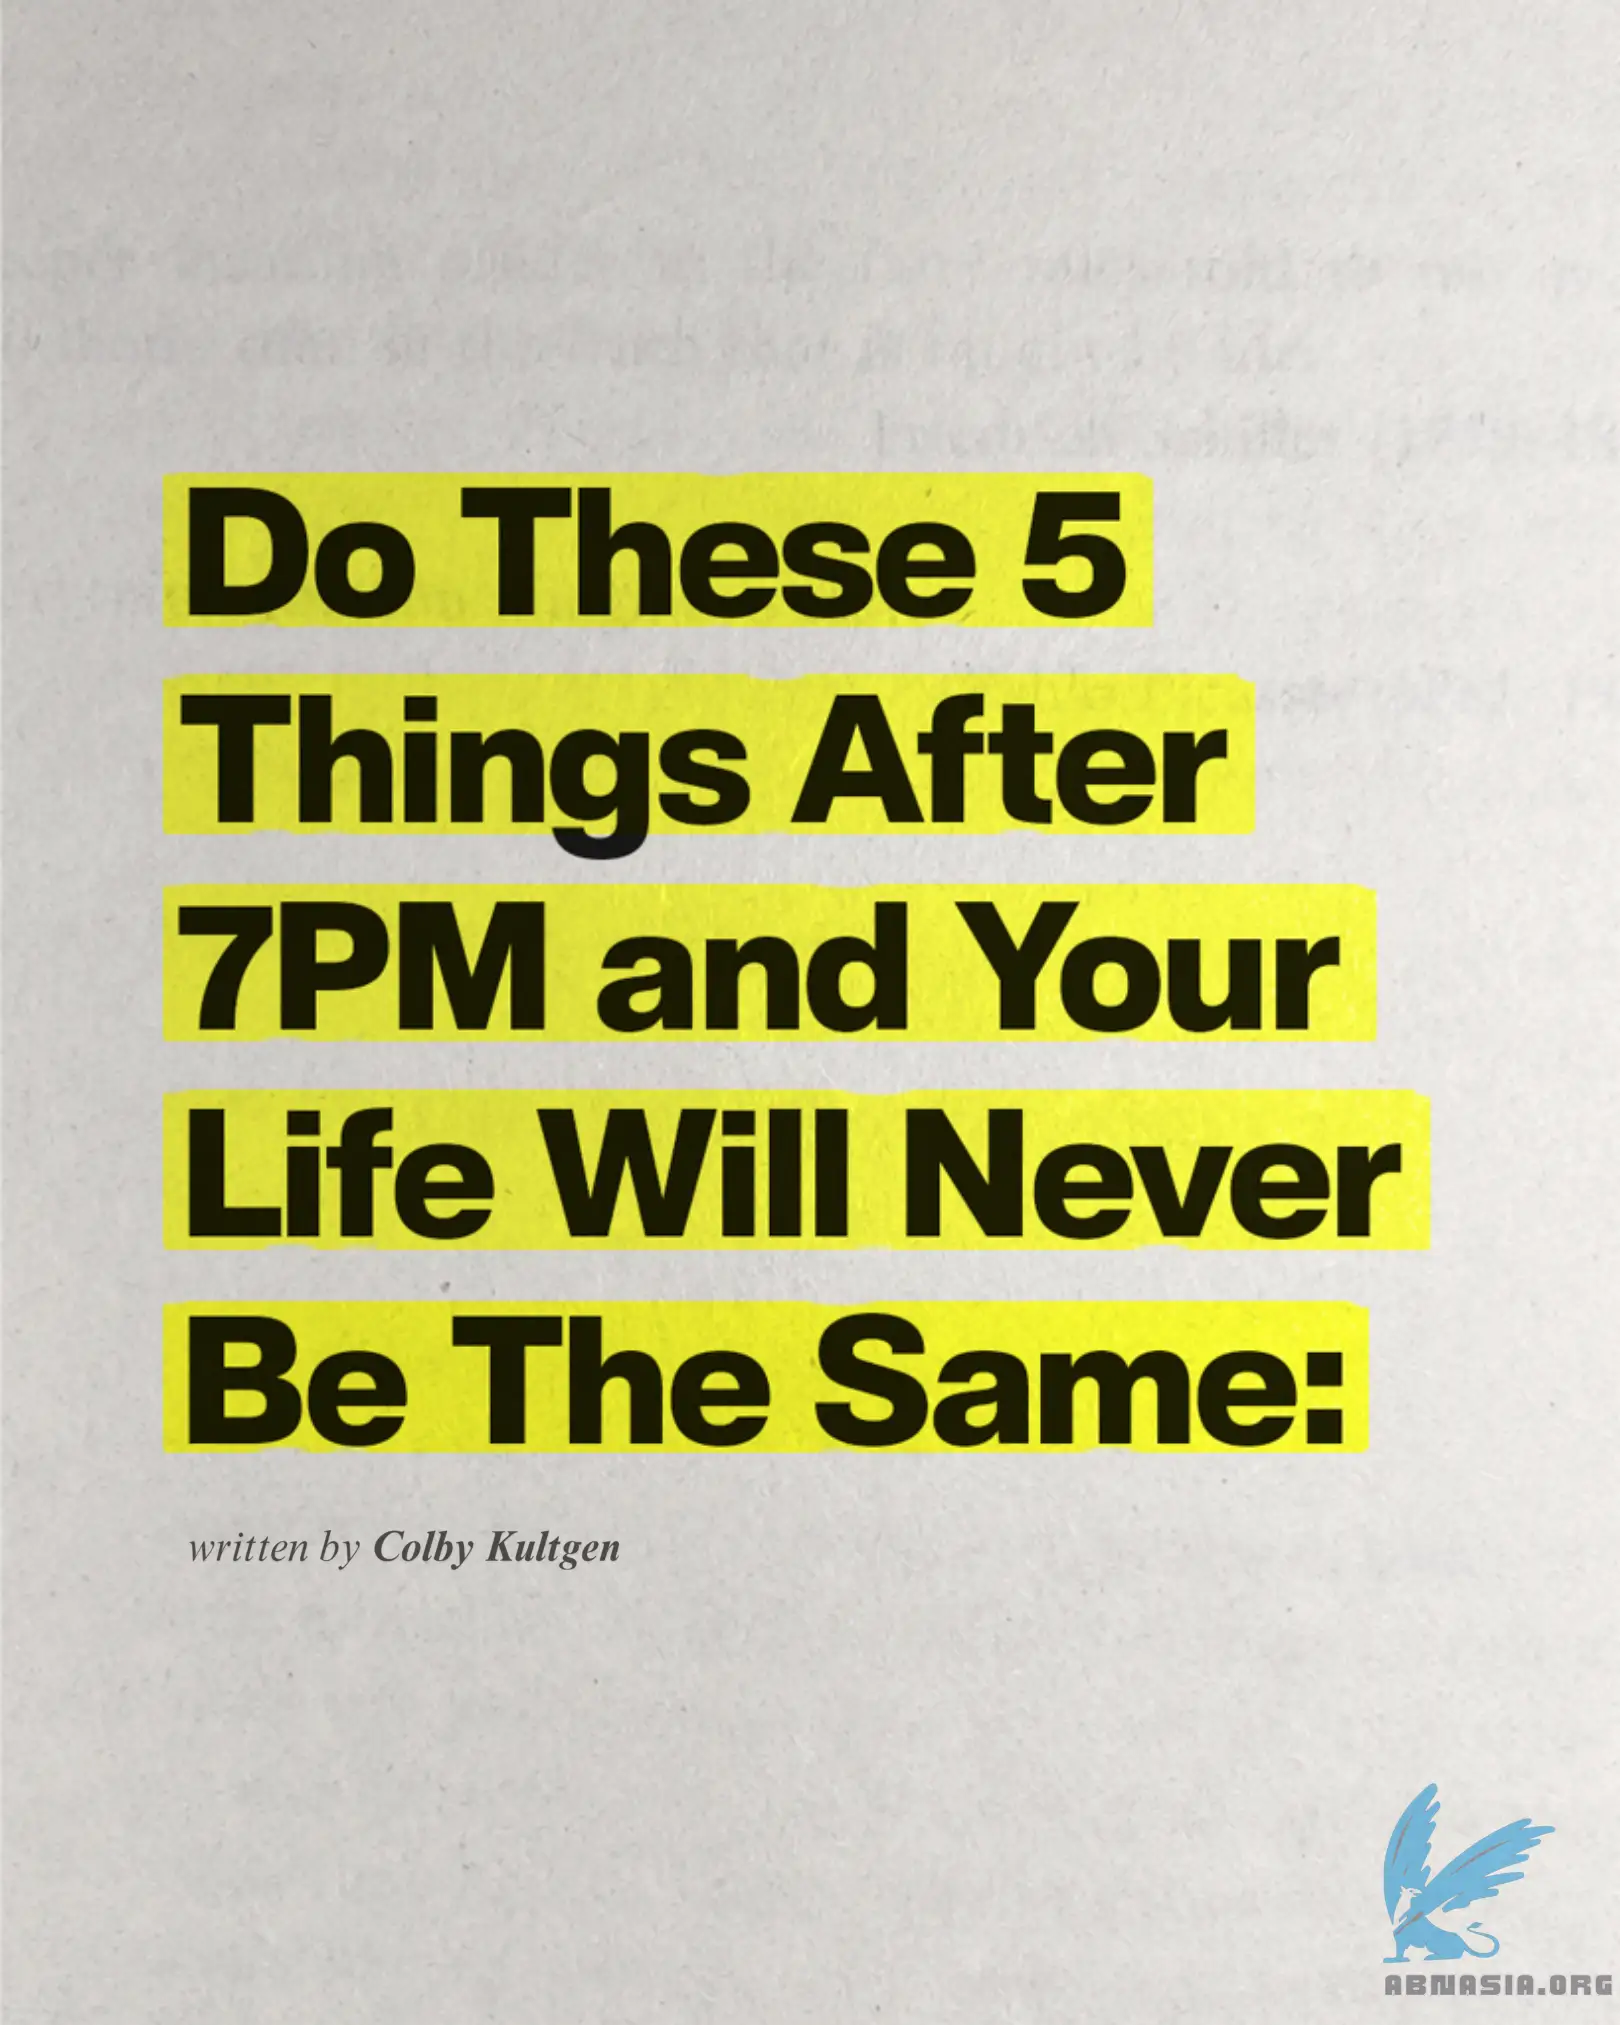 Do These 5
Things After
7PM and Your
Life Will Never
Be The Same:
written by Colby Kultgen
ABNASIA.ORG